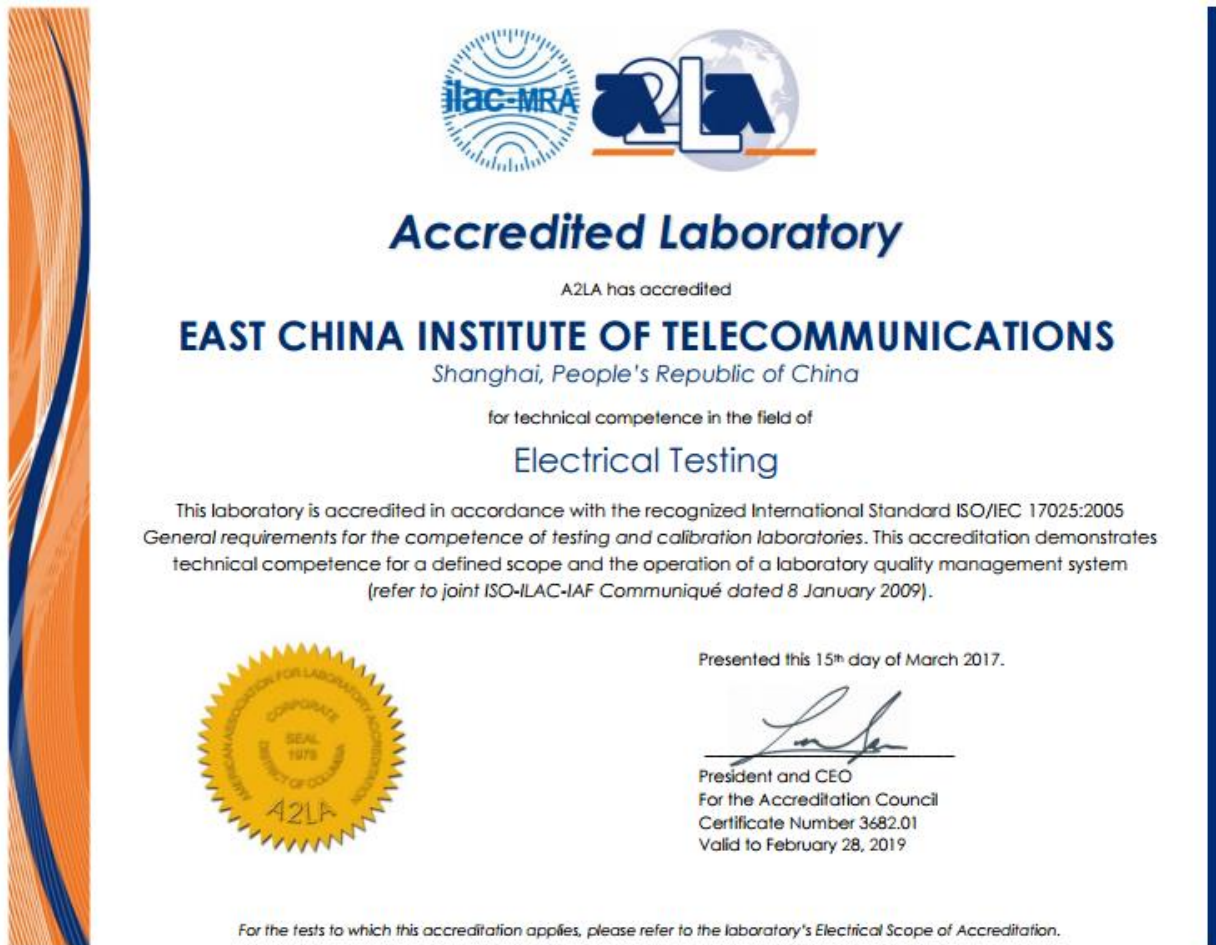 ilac-MRA
A2LA
Accredited Laboratory
A2LA has accredited
EAST CHINA INSTITUTE OF TELECOMMUNICATIONS
Shanghai, People's Republic of China
for technical competence in the field of
Electrical Testing
This laboratory is accredited in accordance with the recognized International Standard ISO/IEC 17025:2005
General requirements for the competence of testing and calibration laboratories. This accreditation demonstrates
technical competence for a defined scope and the operation of a laboratory quality management system
(refer to joint ISO-ILAC-IAF Communiqué dated 8 January 2009).
AMERICAN ASSOCIATION FOR LABORATORY ACCREDITATION
CORPORATE
SEAL
1978
DISTRICT OF COLUMBIA
A2LA
Presented this 15th day of March 2017.
President and CEO
For the Accreditation Council
Certificate Number 3682.01
Valid to February 28, 2019
For the tests to which this accreditation applies, please refer to the laboratory's Electrical Scope of Accreditation.